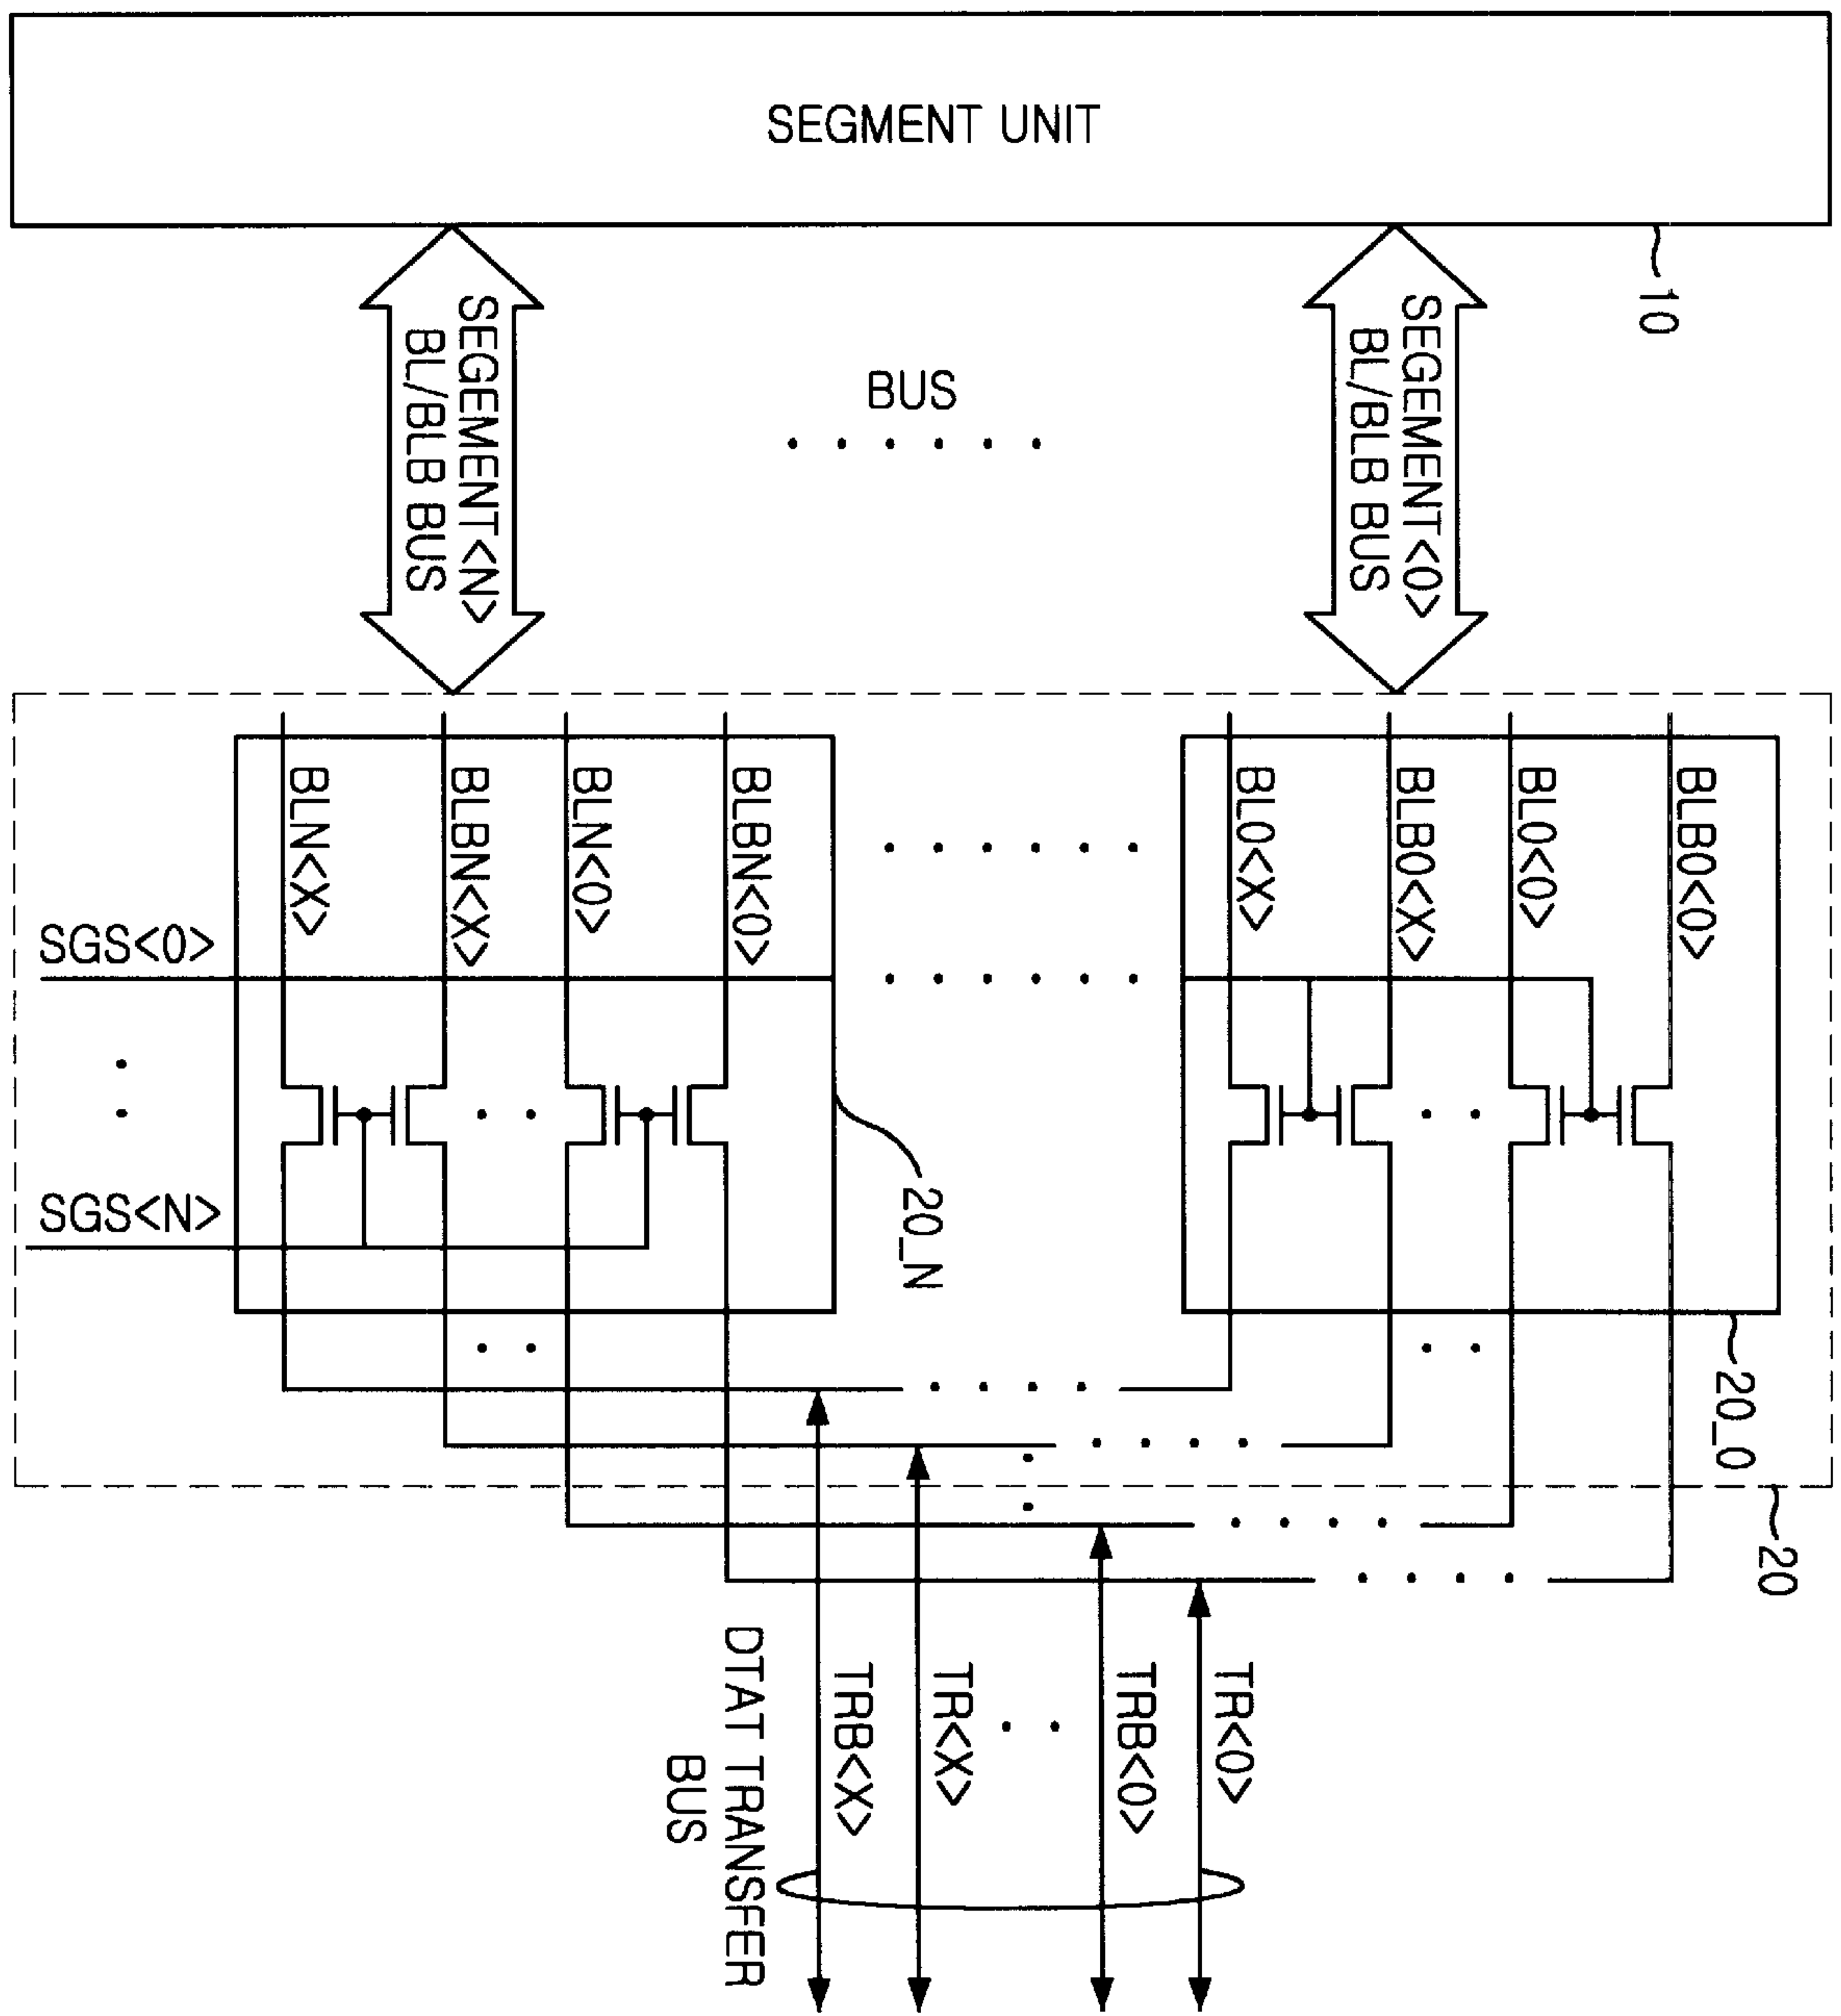 SEGMENT UNIT
10
SEGEMENT<N>
BL/BLB BUS
BUS
SEGEMENT<0>
BL/BLB BUS
BLN<X>
BLBN<X>
BLN<0>
BLBN<0>
BL0<X>
BLB0<X>
BL0<0>
BLB0<0>
SGS<0>
SGS<N>
20_N
20_0
20
DTAT TRANSFER
BUS
TRB<X>
TR<X>
TRB<0>
TR<0>